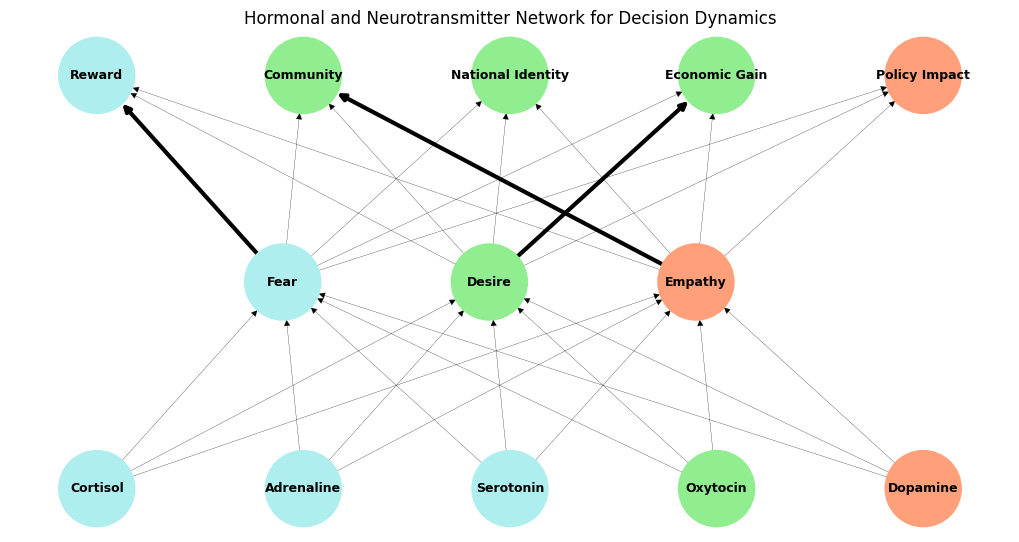 Hormonal and Neurotransmitter Network for Decision Dynamics
Reward
Community
National Identity
Economic Gain
Policy Impact
Fear
Desire
Empathy
Cortisol
Adrenaline
Serotonin
Oxytocin
Dopamine